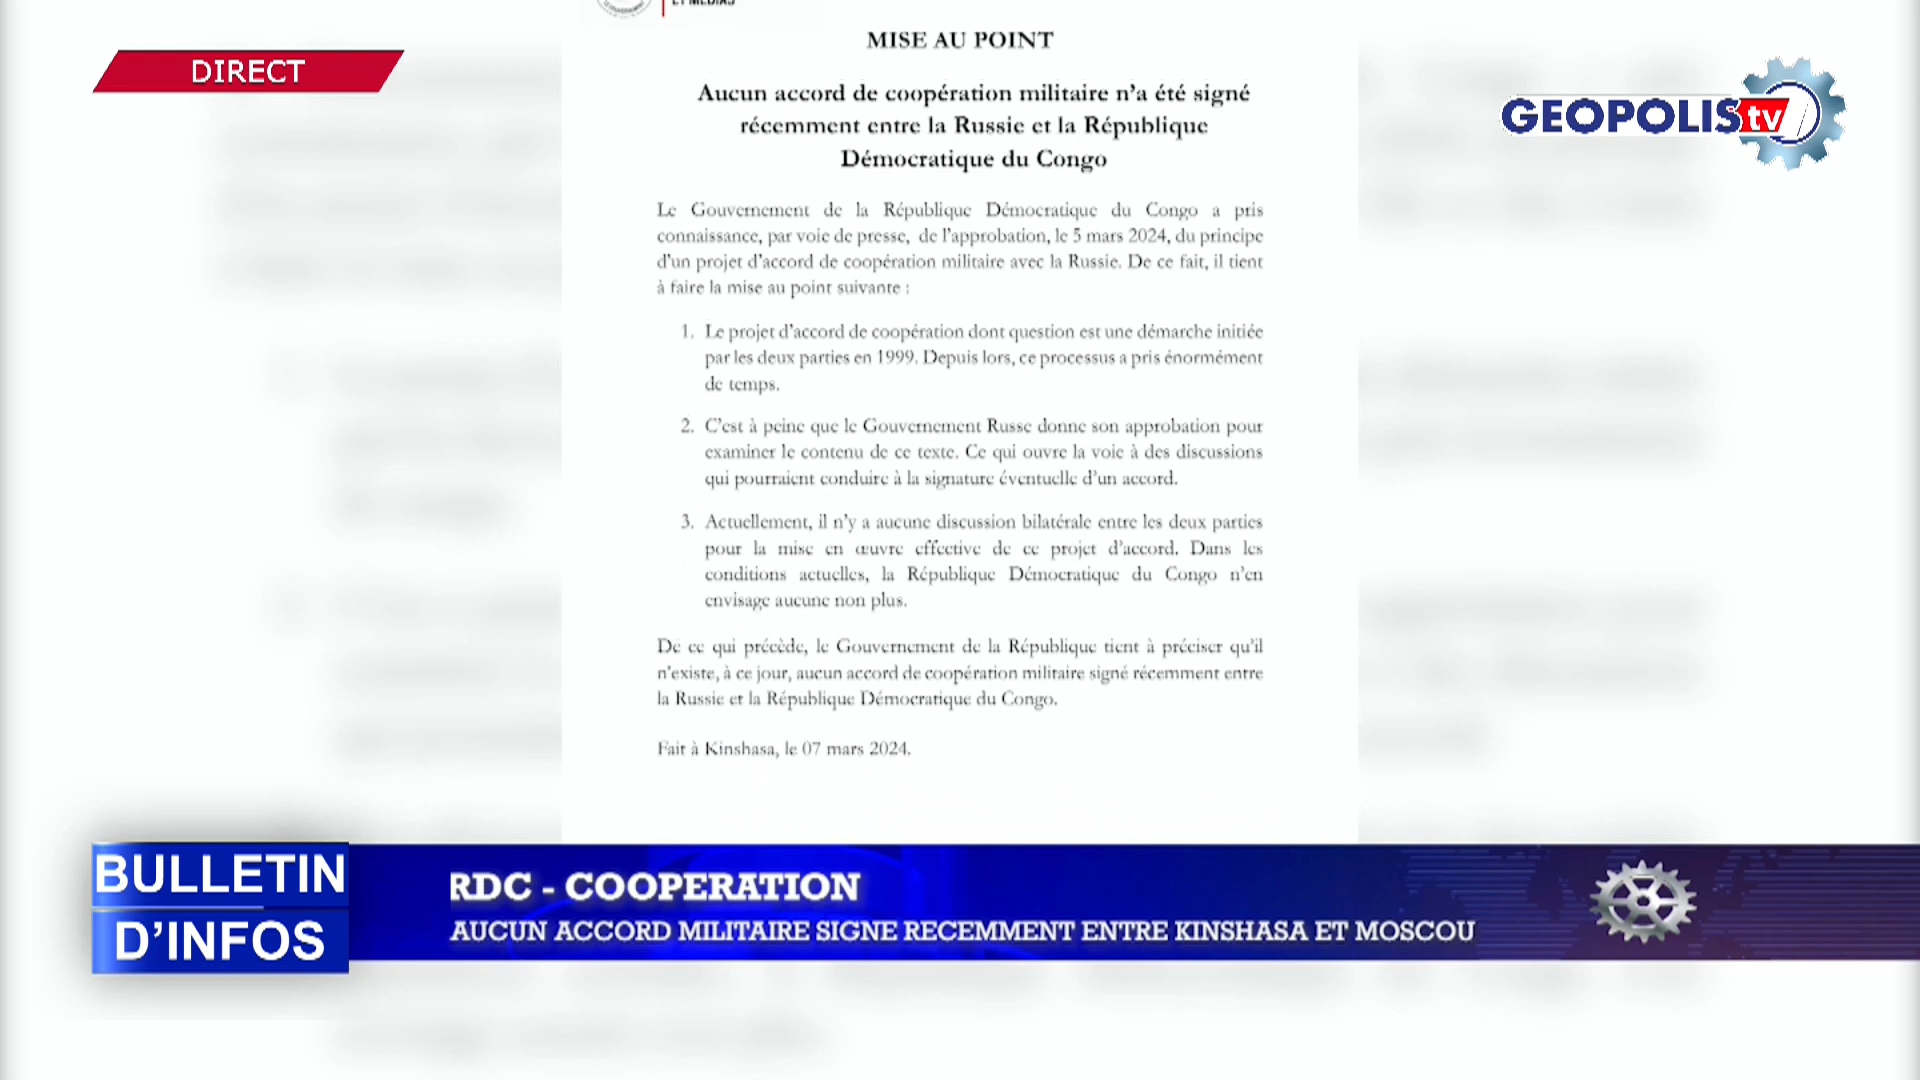 ET MEDIAS
MISE AU POINT
DIRECT
GEOPOLIS tv
Aucun accord de coopération militaire n'a été signé
récemment entre la Russie et la République
Démocratique du Congo
Le Gouvernement de la République Démocratique du Congo a pris
connaissance, par voie de presse, de l'approbation, le 5 mars 2024, du principe
d'un projet d'accord de coopération militaire avec la Russie. De ce fait, il tient
à faire la mise au point suivante :
1. Le projet d'accord de coopération dont question est une démarche initiée
par les deux parties en 1999. Depuis lors, ce processus a pris énormément
de temps.
2. C'est à peine que le Gouvernement Russe donne son approbation pour
examiner le contenu de ce texte. Ce qui ouvre la voie à des discussions
qui pourraient conduire à la signature éventuelle d'un accord.
3. Actuellement, il n'y a aucune discussion bilatérale entre les deux parties
pour la mise en œuvre effective de ce projet d'accord. Dans les
conditions actuelles, la République Démocratique du Congo n'en
envisage aucune non plus.
De ce qui précède, le Gouvernement de la République tient à préciser qu'il
n'existe, à ce jour, aucun accord de coopération militaire signé récemment entre
la Russie et la République Démocratique du Congo.
Fait à Kinshasa, le 07 mars 2024.
BULLETIN
D'INFOS
RDC - COOPERATION
AUCUN ACCORD MILITAIRE SIGNE RECEMMENT ENTRE KINSHASA ET MOSCOU